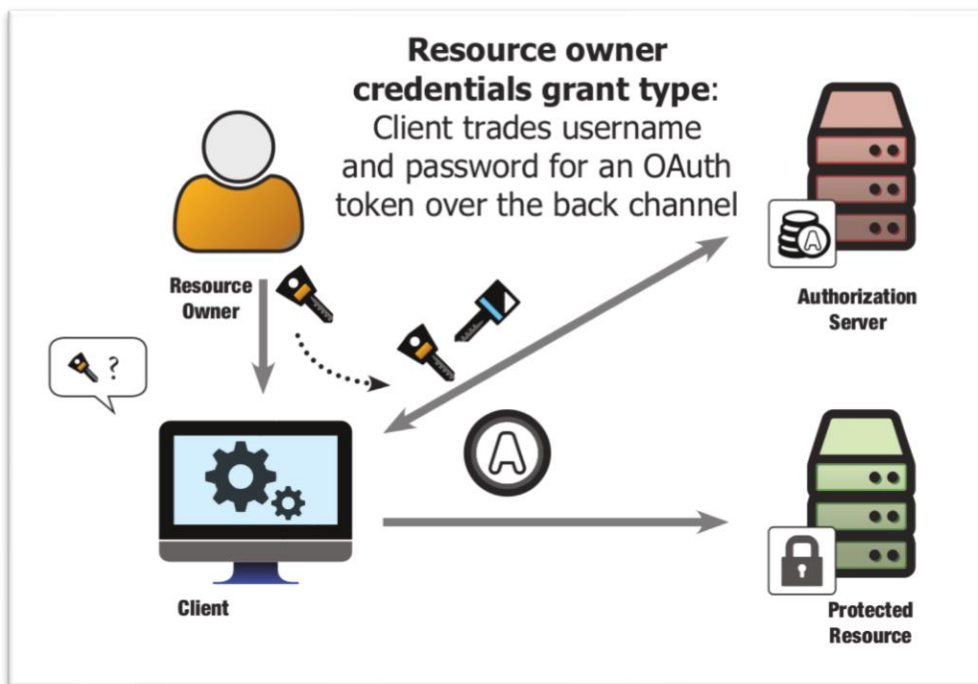 Resource owner
credentials grant type:
Client trades username
and password for an OAuth
token over the back channel
Resource
Owner
A
Authorization
Server
?
A
Client
Protected
Resource